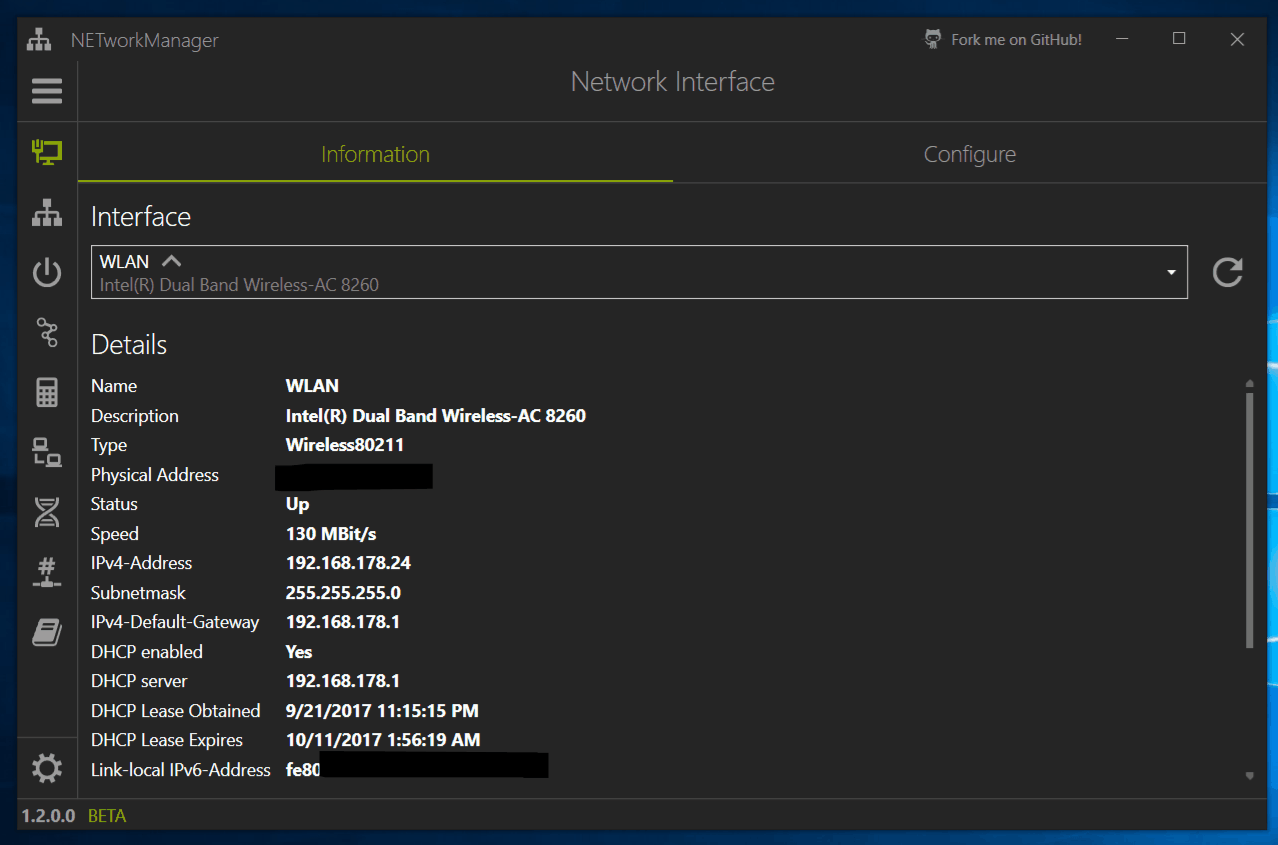 NETworkManager
Fork me on GitHub!
Network Interface
Information
Configure
Interface
WLAN
Intel(R) Dual Band Wireless-AC 8260
Details
Name WLAN
Description Intel(R) Dual Band Wireless-AC 8260
Type Wireless80211
Physical Address
Status Up
Speed 130 MBit/s
IPv4-Address 192.168.178.24
Subnetmask 255.255.255.0
IPv4-Default-Gateway 192.168.178.1
DHCP enabled Yes
DHCP server 192.168.178.1
DHCP Lease Obtained 9/21/2017 11:15:15 PM
DHCP Lease Expires 10/11/2017 1:56:19 AM
Link-local IPv6-Address fe80
1.2.0.0 BETA